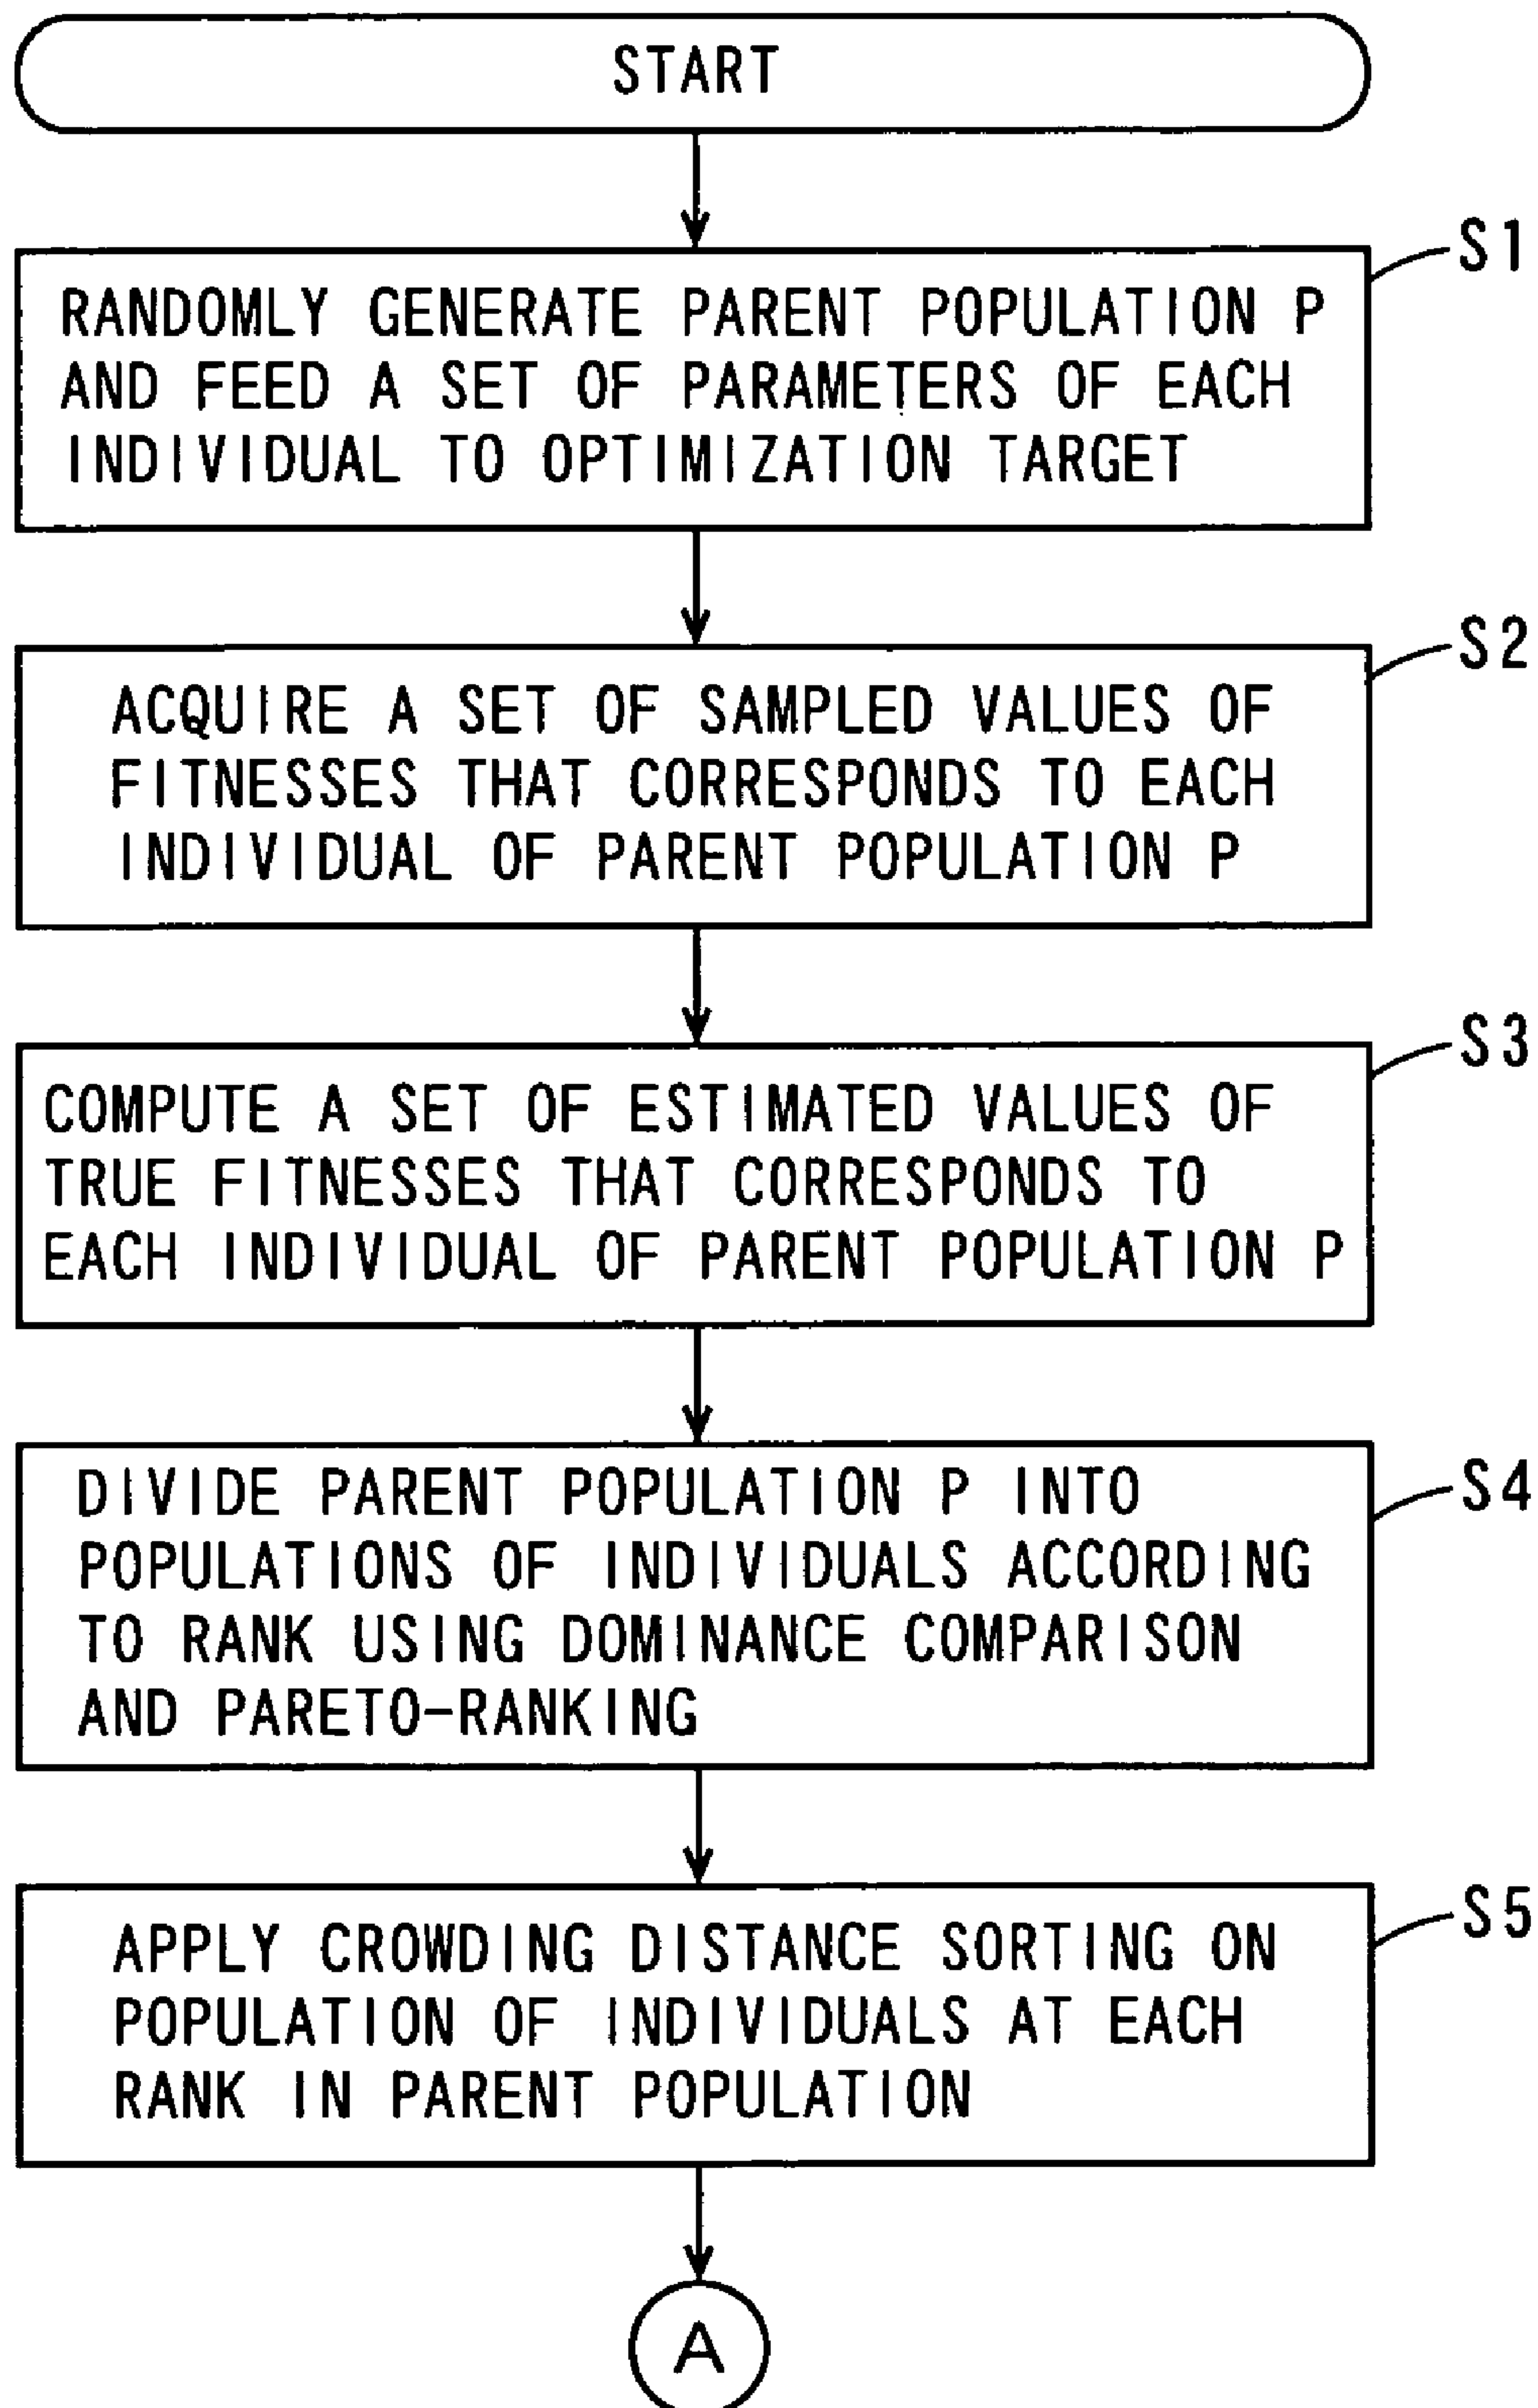 START
S1
RANDOMLY GENERATE PARENT POPULATION P
AND FEED A SET OF PARAMETERS OF EACH
INDIVIDUAL TO OPTIMIZATION TARGET
S2
ACQUIRE A SET OF SAMPLED VALUES OF
FITNESSES THAT CORRESPONDS TO EACH
INDIVIDUAL OF PARENT POPULATION P
S3
COMPUTE A SET OF ESTIMATED VALUES OF
TRUE FITNESSES THAT CORRESPONDS TO
EACH INDIVIDUAL OF PARENT POPULATION P
S4
DIVIDE PARENT POPULATION P INTO
POPULATIONS OF INDIVIDUALS ACCORDING
TO RANK USING DOMINANCE COMPARISON
AND PARETO-RANKING
S5
APPLY CROWDING DISTANCE SORTING ON
POPULATION OF INDIVIDUALS AT EACH
RANK IN PARENT POPULATION
A